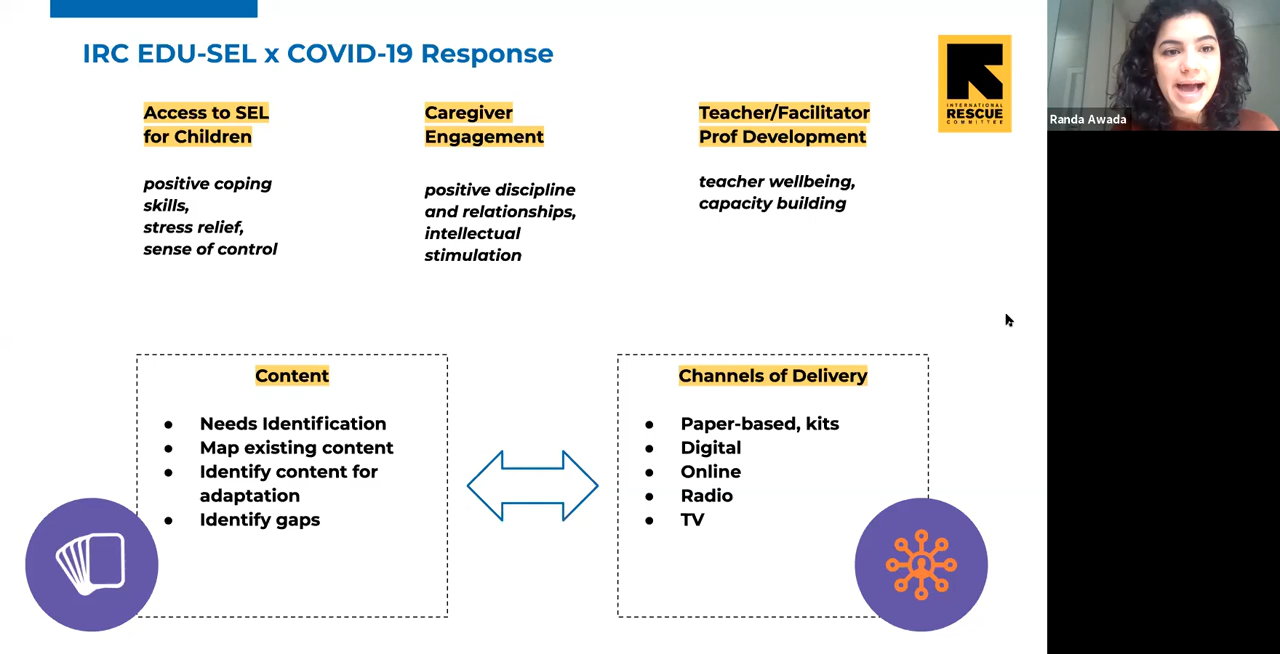 IRC EDU-SEL x COVID-19 Response
INTERNATIONAL
RESCUE
COMMITTEE
Randa Awada
Access to SEL
for Children
positive coping
skills,
stress relief,
sense of control
Caregiver
Engagement
positive discipline
and relationships,
intellectual
stimulation
Teacher/Facilitator
Prof Development
teacher wellbeing,
capacity building
Content
● Needs Identification
● Map existing content
● Identify content for
adaptation
● Identify gaps
Channels of Delivery
● Paper-based, kits
● Digital
● Online
● Radio
● TV